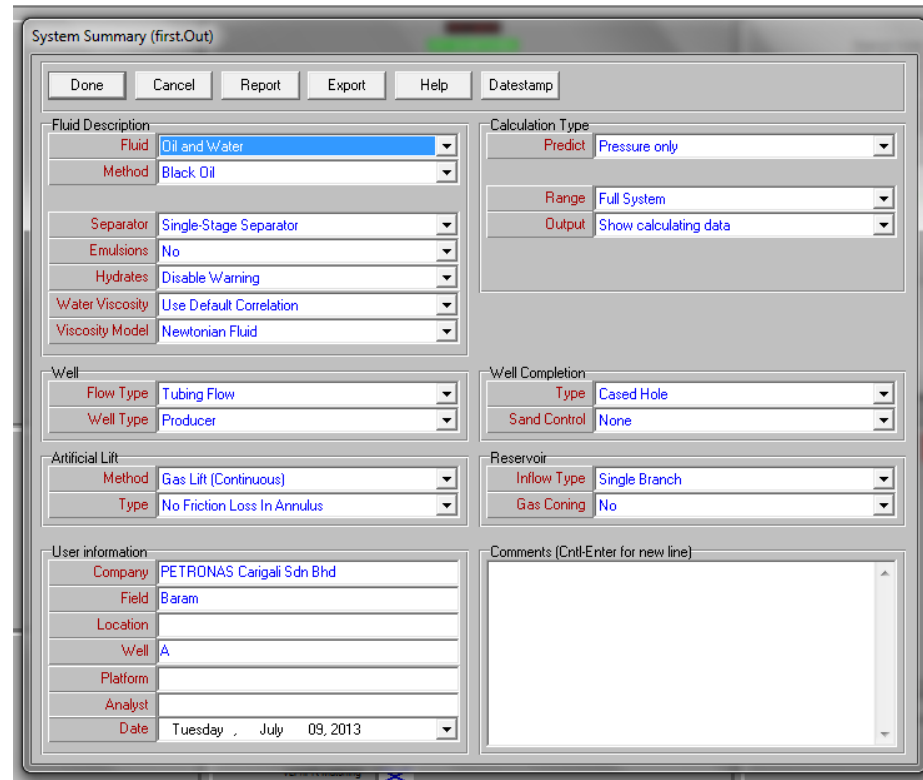 System Summary (first.Out)
Done Cancel Report Export Help Datestamp
Fluid Description
Fluid Oil and Water
Method Black Oil
Separator Single-Stage Separator
Emulsions No
Hydrates Disable Warning
Water Viscosity Use Default Correlation
Viscosity Model Newtonian Fluid
Calculation Type
Predict Pressure only
Range Full System
Output Show calculating data
Well
Flow Type Tubing Flow
Well Type Producer
Well Completion
Type Cased Hole
Sand Control None
Artificial Lift
Method Gas Lift (Continuous)
Type No Friction Loss In Annulus
Reservoir
Inflow Type Single Branch
Gas Coning No
User information
Company PETRONAS Carigali Sdn Bhd
Field Baram
Location
Well A
Platform
Analyst
Date Tuesday , July 09, 2013
Comments (Cntl-Enter for new line)